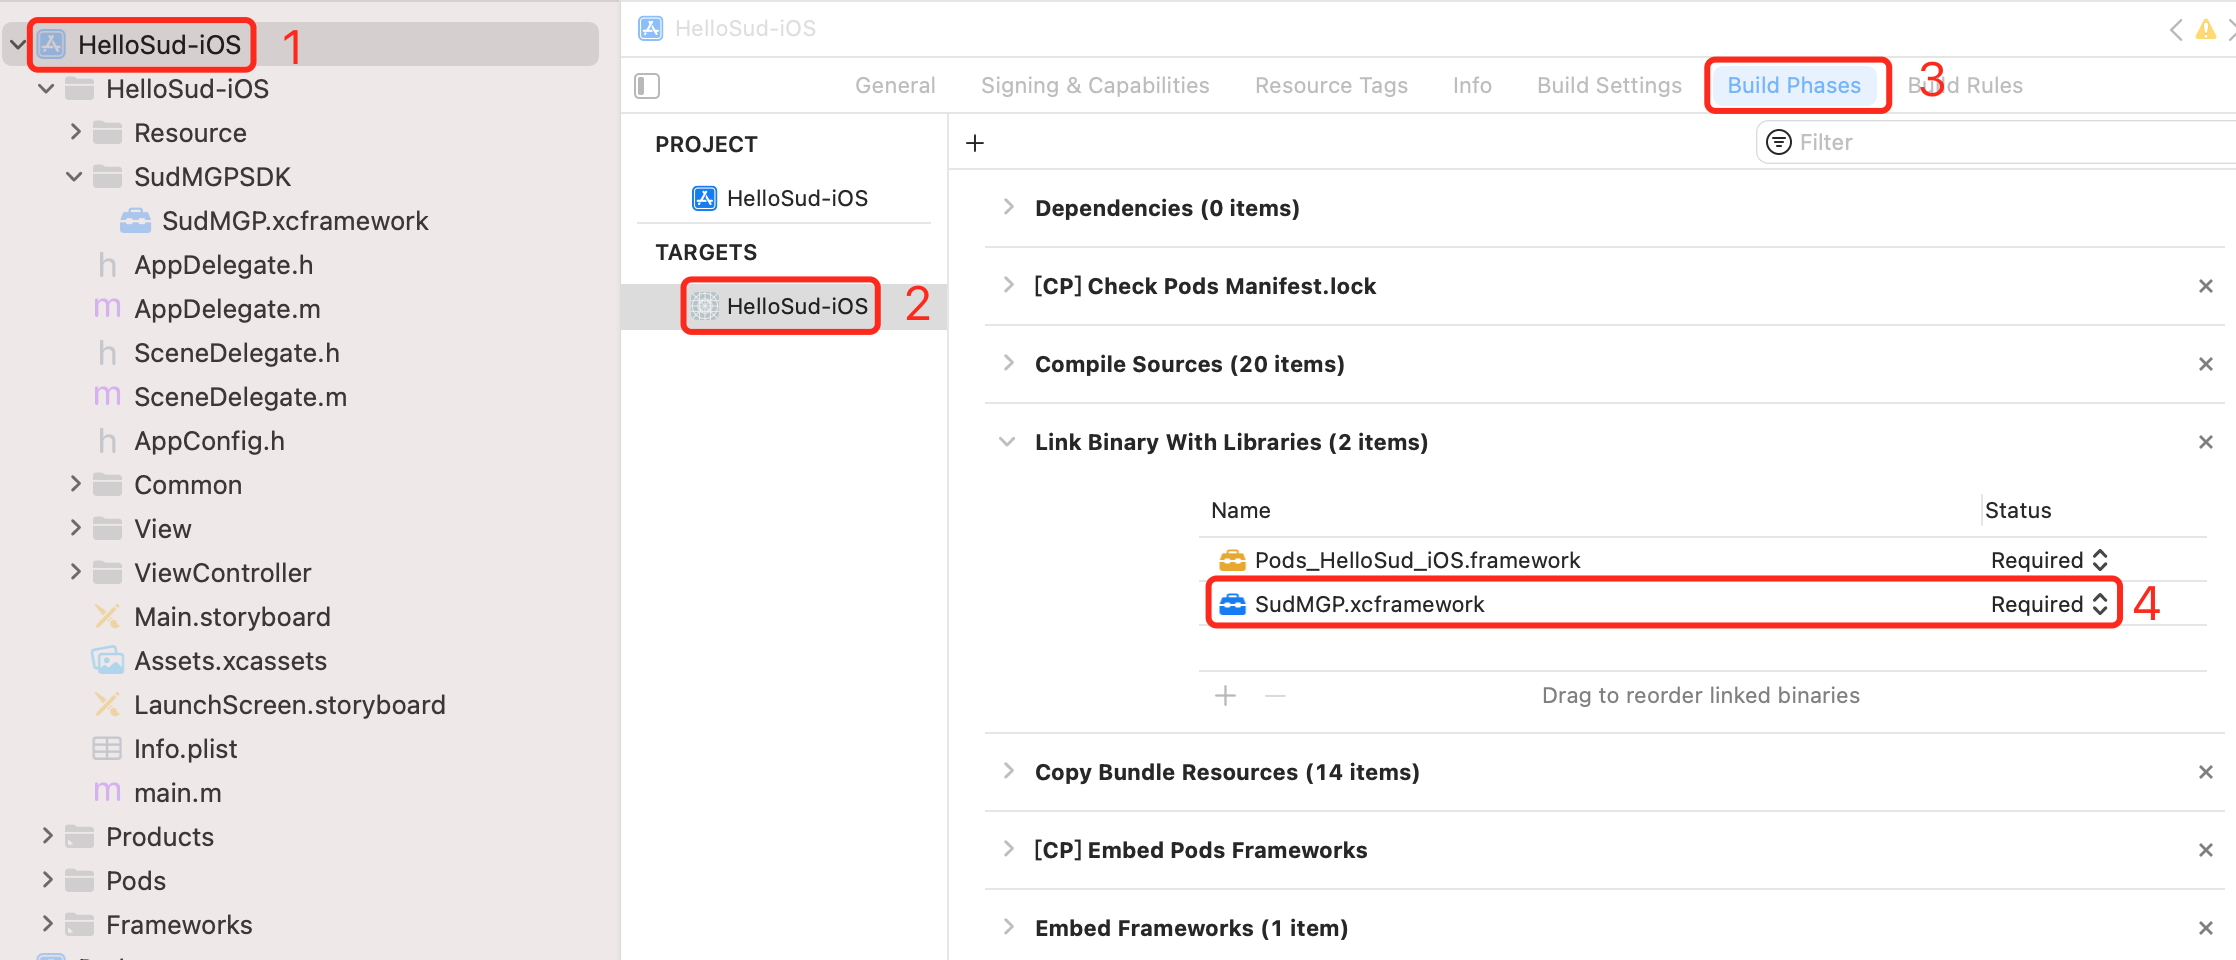 HelloSud-iOS 1
HelloSud-iOS
Resource
SudMGPSDK
SudMGP.xcframework
h AppDelegate.h
m AppDelegate.m
h SceneDelegate.h
m SceneDelegate.m
h AppConfig.h
Common
View
ViewController
Main.storyboard
Assets.xcassets
LaunchScreen.storyboard
Info.plist
m main.m
Products
Pods
Frameworks
HelloSud-iOS
General Signing & Capabilities Resource Tags Info Build Settings Build Phases 3 Build Rules
PROJECT
HelloSud-iOS
TARGETS
HelloSud-iOS 2
+ Filter
Dependencies (0 items)
[CP] Check Pods Manifest.lock
Compile Sources (20 items)
Link Binary With Libraries (2 items)
Name Status
Pods_HelloSud_iOS.framework Required
SudMGP.xcframework Required 4
Drag to reorder linked binaries
Copy Bundle Resources (14 items)
[CP] Embed Pods Frameworks
Embed Frameworks (1 item)